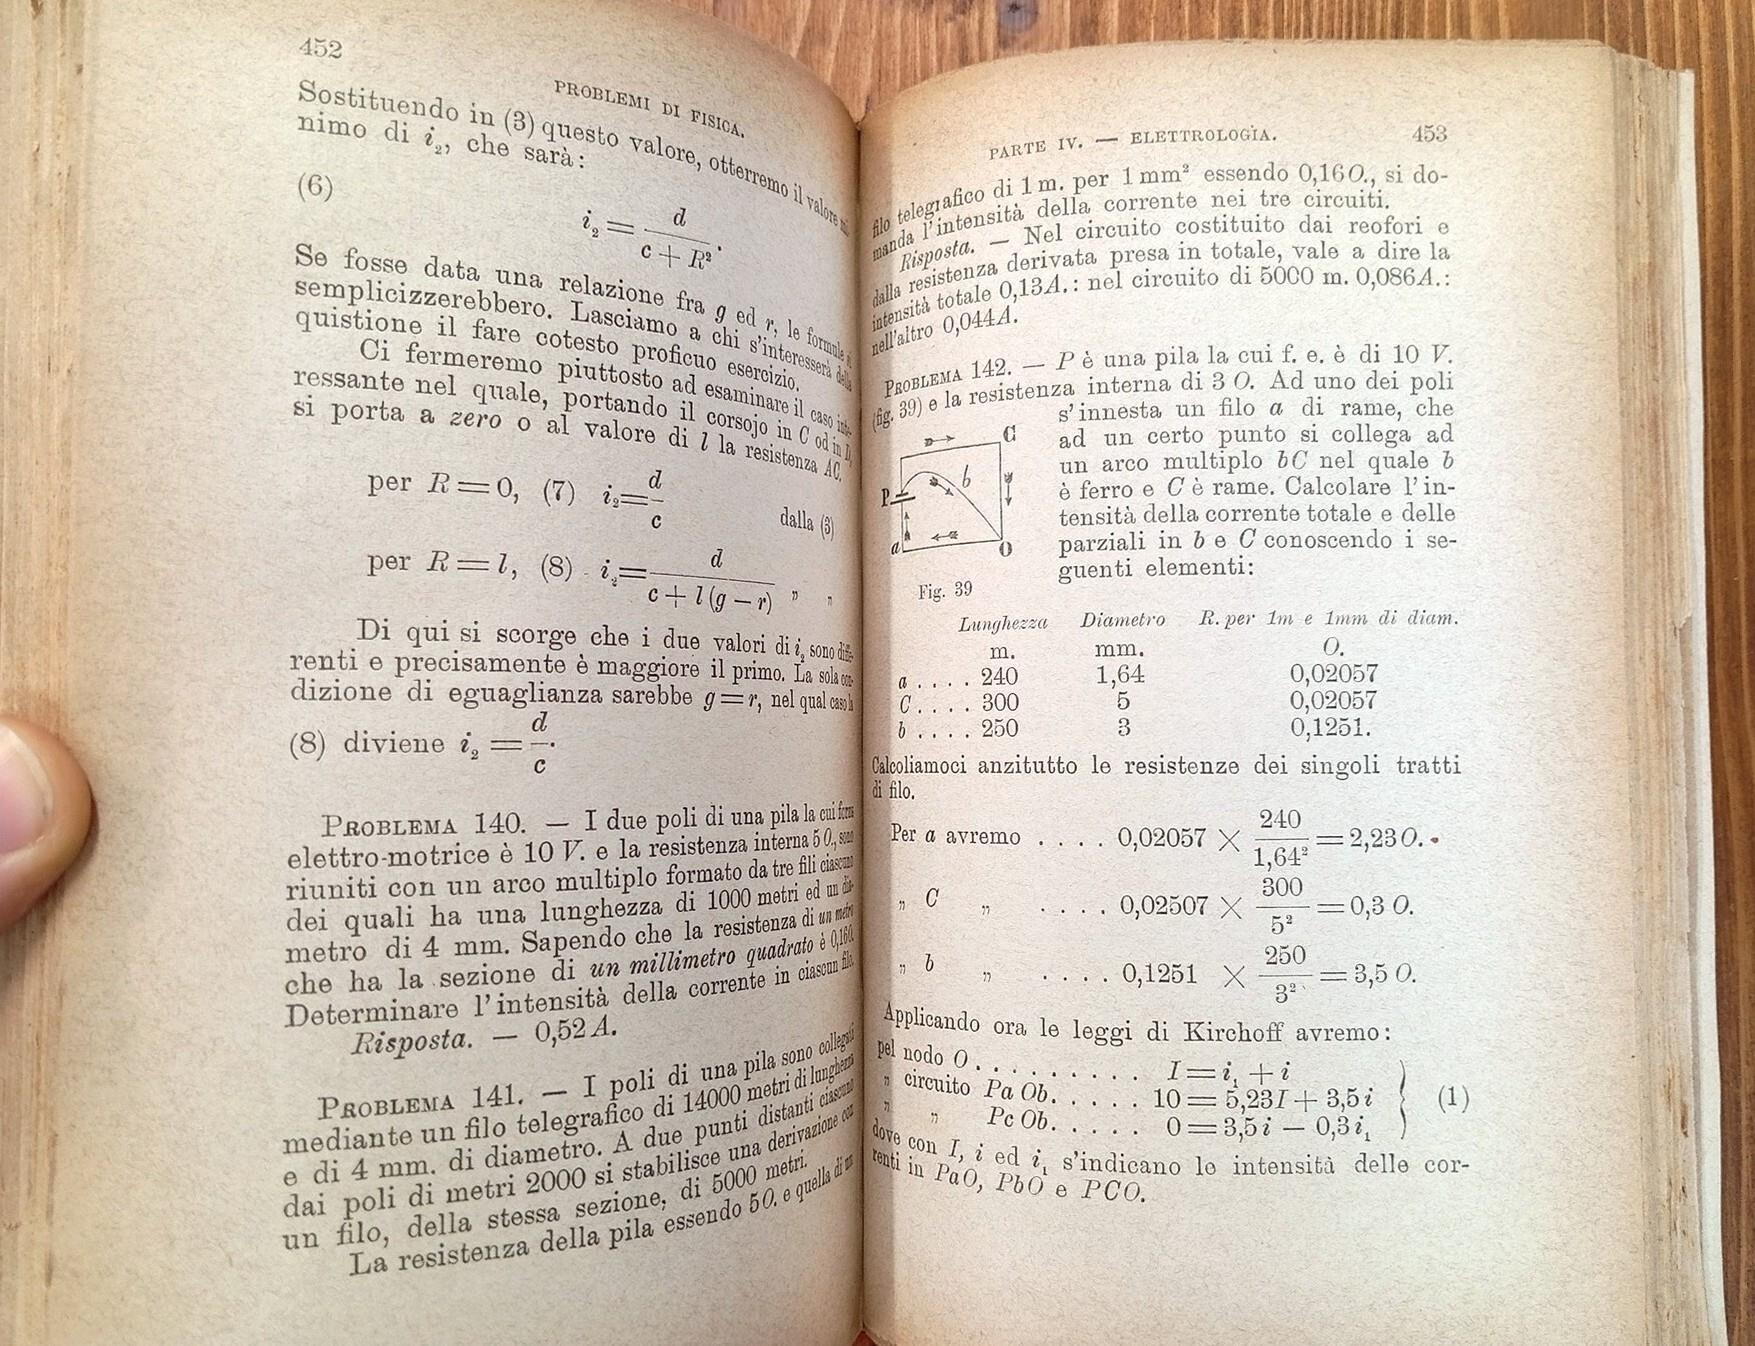 452
PROBLEMI DI FISICA.
Sostituendo in (3) questo valore, otterremo il valore mi-
nimo di i₂, che sarà:
(6)
i₂ = d / (c + R²) .
Se fosse data una relazione fra g ed r, le formule si
semplicizzerebbero. Lasciamo a chi s'interesserà della
quistione il fare cotesto proficuo esercizio.
Ci fermeremo piuttosto ad esaminare il caso inte-
ressante nel quale, portando il corsojo in C od in D,
si porta a zero o al valore di l la resistenza AC.
per R = 0, (7) i₂ = d / c dalla (3)
per R = l, (8) i₂ = d / (c + l (g — r)) „ „
Di qui si scorge che i due valori di i₂ sono diffe-
renti e precisamente è maggiore il primo. La sola con-
dizione di eguaglianza sarebbe g = r, nel qual caso la
(8) diviene i₂ = d / c .
PROBLEMA 140. — I due poli di una pila la cui forza
elettro-motrice è 10 V. e la resistenza interna 5 O., sono
riuniti con un arco multiplo formato da tre fili ciascuno
dei quali ha una lunghezza di 1000 metri ed un dia-
metro di 4 mm. Sapendo che la resistenza di un metro
che ha la sezione di un millimetro quadrato è 0,16 O.
Determinare l'intensità della corrente in ciascun filo.
Risposta. — 0,52 A.
PROBLEMA 141. — I poli di una pila sono collegati
mediante un filo telegrafico di 14000 metri di lunghezza
e di 4 mm. di diametro. A due punti distanti ciascuno
dai poli di metri 2000 si stabilisce una derivazione con
un filo, della stessa sezione, di 5000 metri.
La resistenza della pila essendo 5 O. e quella di un
PARTE IV. — ELETTROLOGIA. 453
filo telegrafico di 1 m. per 1 mm² essendo 0,16 O., si do-
manda l'intensità della corrente nei tre circuiti.
Risposta. — Nel circuito costituito dai reofori e
dalla resistenza derivata presa in totale, vale a dire la
intensità totale 0,13 A.: nel circuito di 5000 m. 0,086 A.:
nell'altro 0,044 A.
PROBLEMA 142. — P è una pila la cui f. e. è di 10 V.
(fig. 39) e la resistenza interna di 3 O. Ad uno dei poli
s'innesta un filo a di rame, che
ad un certo punto si collega ad
un arco multiplo bC nel quale b
è ferro e C è rame. Calcolare l'in-
tensità della corrente totale e delle
parziali in b e C conoscendo i se-
guenti elementi:
C
b
P
a
O
Fig. 39
Lunghezza Diametro R. per 1m e 1mm di diam.
m. mm. O.
a . . . . 240 1,64 0,02057
C . . . . 300 5 0,02057
b . . . . 250 3 0,1251.
Calcoliamoci anzitutto le resistenze dei singoli tratti
di filo.
Per a avremo . . . . 0,02057 × 240 / 1,64² = 2,23 O.
„ C „ . . . . 0,02507 × 300 / 5² = 0,3 O.
„ b „ . . . . 0,1251 × 250 / 3² = 3,5 O.
Applicando ora le leggi di Kirchoff avremo:
pel nodo O . . . . . . . . . I = i₁ + i
„ circuito Pa Ob. . . . . . 10 = 5,23 I + 3,5 i } (1)
„ „ Pc Ob. . . . . . 0 = 3,5 i — 0,3 i₁
dove con I, i ed i₁ s'indicano le intensità delle cor-
renti in PaO, PbO e PCO.